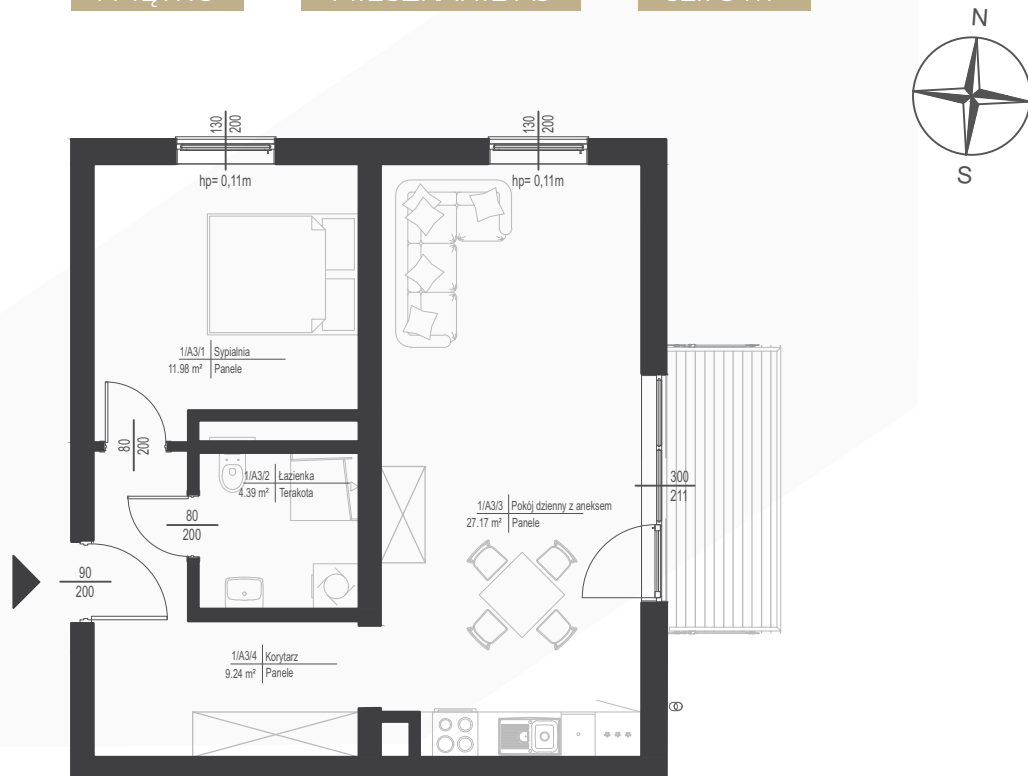 N
S
130
200
hp= 0,11m
130
200
hp= 0,11m
1/A3/1 Sypialnia
11.98 m² Panele
80
200
1/A3/2 Łazienka
4.39 m² Terakota
80
200
90
200
1/A3/3 Pokój dzienny z aneksem
27.17 m² Panele
300
211
1/A3/4 Korytarz
9.24 m² Panele